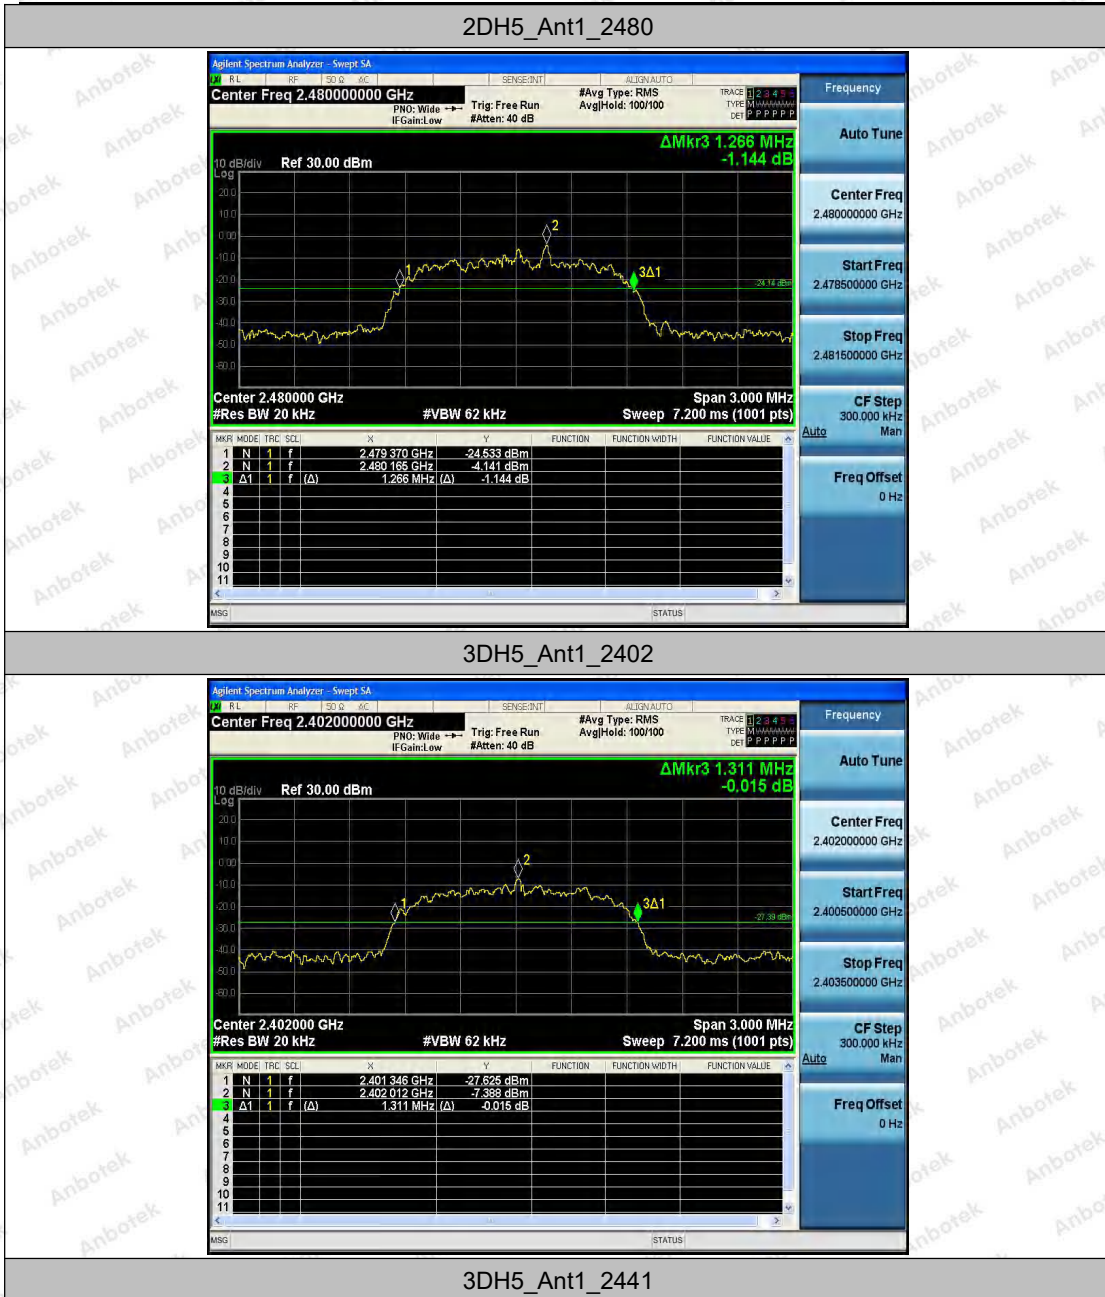 2DH5_Ant1_2480
Agilent Spectrum Analyzer - Swept SA
RL RF 50 Ω AC SENSE:INT ALIGN AUTO
Center Freq 2.480000000 GHz
PNO: Wide
IFGain:Low
Trig: Free Run
#Atten: 40 dB
#Avg Type: RMS
Avg|Hold: 100/100
TRACE 1 2 3 4 5 6
TYPE M
DET P P P P P P
ΔMkr3 1.266 MHz
-1.144 dB
10 dB/div Ref 30.00 dBm
Log
20.0
10.0
0.00
-10.0
-20.0
-30.0
-40.0
-50.0
-60.0
1
2
3Δ1
-24.14 dBm
Center 2.480000 GHz Span 3.000 MHz
#Res BW 20 kHz #VBW 62 kHz Sweep 7.200 ms (1001 pts)
MKR MODE TRC SCL X Y FUNCTION FUNCTION WIDTH FUNCTION VALUE
1 N 1 f 2.479 370 GHz -24.533 dBm
2 N 1 f 2.480 165 GHz -4.141 dBm
3 Δ1 1 f (Δ) 1.266 MHz (Δ) -1.144 dB
4
5
6
7
8
9
10
11
MSG STATUS
Frequency
Auto Tune
Center Freq
2.480000000 GHz
Start Freq
2.478500000 GHz
Stop Freq
2.481500000 GHz
CF Step
300.000 kHz
Auto Man
Freq Offset
0 Hz
3DH5_Ant1_2402
Agilent Spectrum Analyzer - Swept SA
RL RF 50 Ω AC SENSE:INT ALIGN AUTO
Center Freq 2.402000000 GHz
PNO: Wide
IFGain:Low
Trig: Free Run
#Atten: 40 dB
#Avg Type: RMS
Avg|Hold: 100/100
TRACE 1 2 3 4 5 6
TYPE M
DET P P P P P P
ΔMkr3 1.311 MHz
-0.015 dB
10 dB/div Ref 30.00 dBm
Log
20.0
10.0
0.00
-10.0
-20.0
-30.0
-40.0
-50.0
-60.0
1
2
3Δ1
-27.39 dBm
Center 2.402000 GHz Span 3.000 MHz
#Res BW 20 kHz #VBW 62 kHz Sweep 7.200 ms (1001 pts)
MKR MODE TRC SCL X Y FUNCTION FUNCTION WIDTH FUNCTION VALUE
1 N 1 f 2.401 346 GHz -27.625 dBm
2 N 1 f 2.402 012 GHz -7.388 dBm
3 Δ1 1 f (Δ) 1.311 MHz (Δ) -0.015 dB
4
5
6
7
8
9
10
11
MSG STATUS
Frequency
Auto Tune
Center Freq
2.402000000 GHz
Start Freq
2.400500000 GHz
Stop Freq
2.403500000 GHz
CF Step
300.000 kHz
Auto Man
Freq Offset
0 Hz
3DH5_Ant1_2441